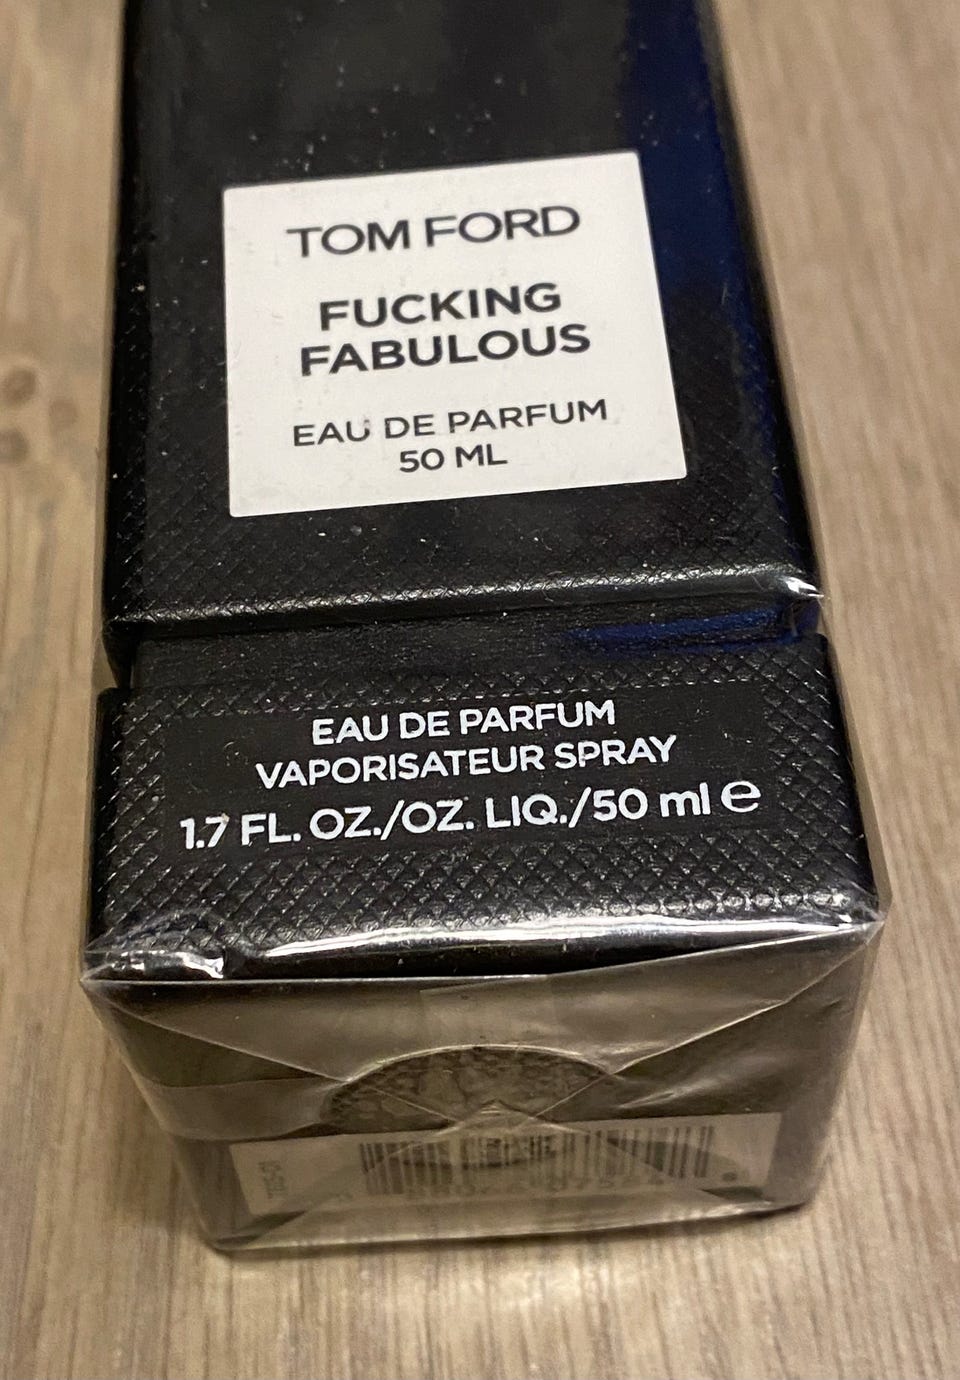 TOM FORD
FUCKING
FABULOUS
EAU DE PARFUM
50 ML
EAU DE PARFUM
VAPORISATEUR SPRAY
1.7 FL. OZ./OZ. LIQ./50 ml ℮